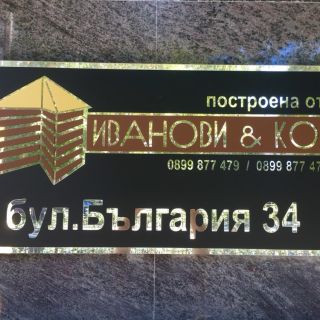 построена от
ИВАНОВИ & КО
0899 877 479 / 0899 877 47
бул.България 34